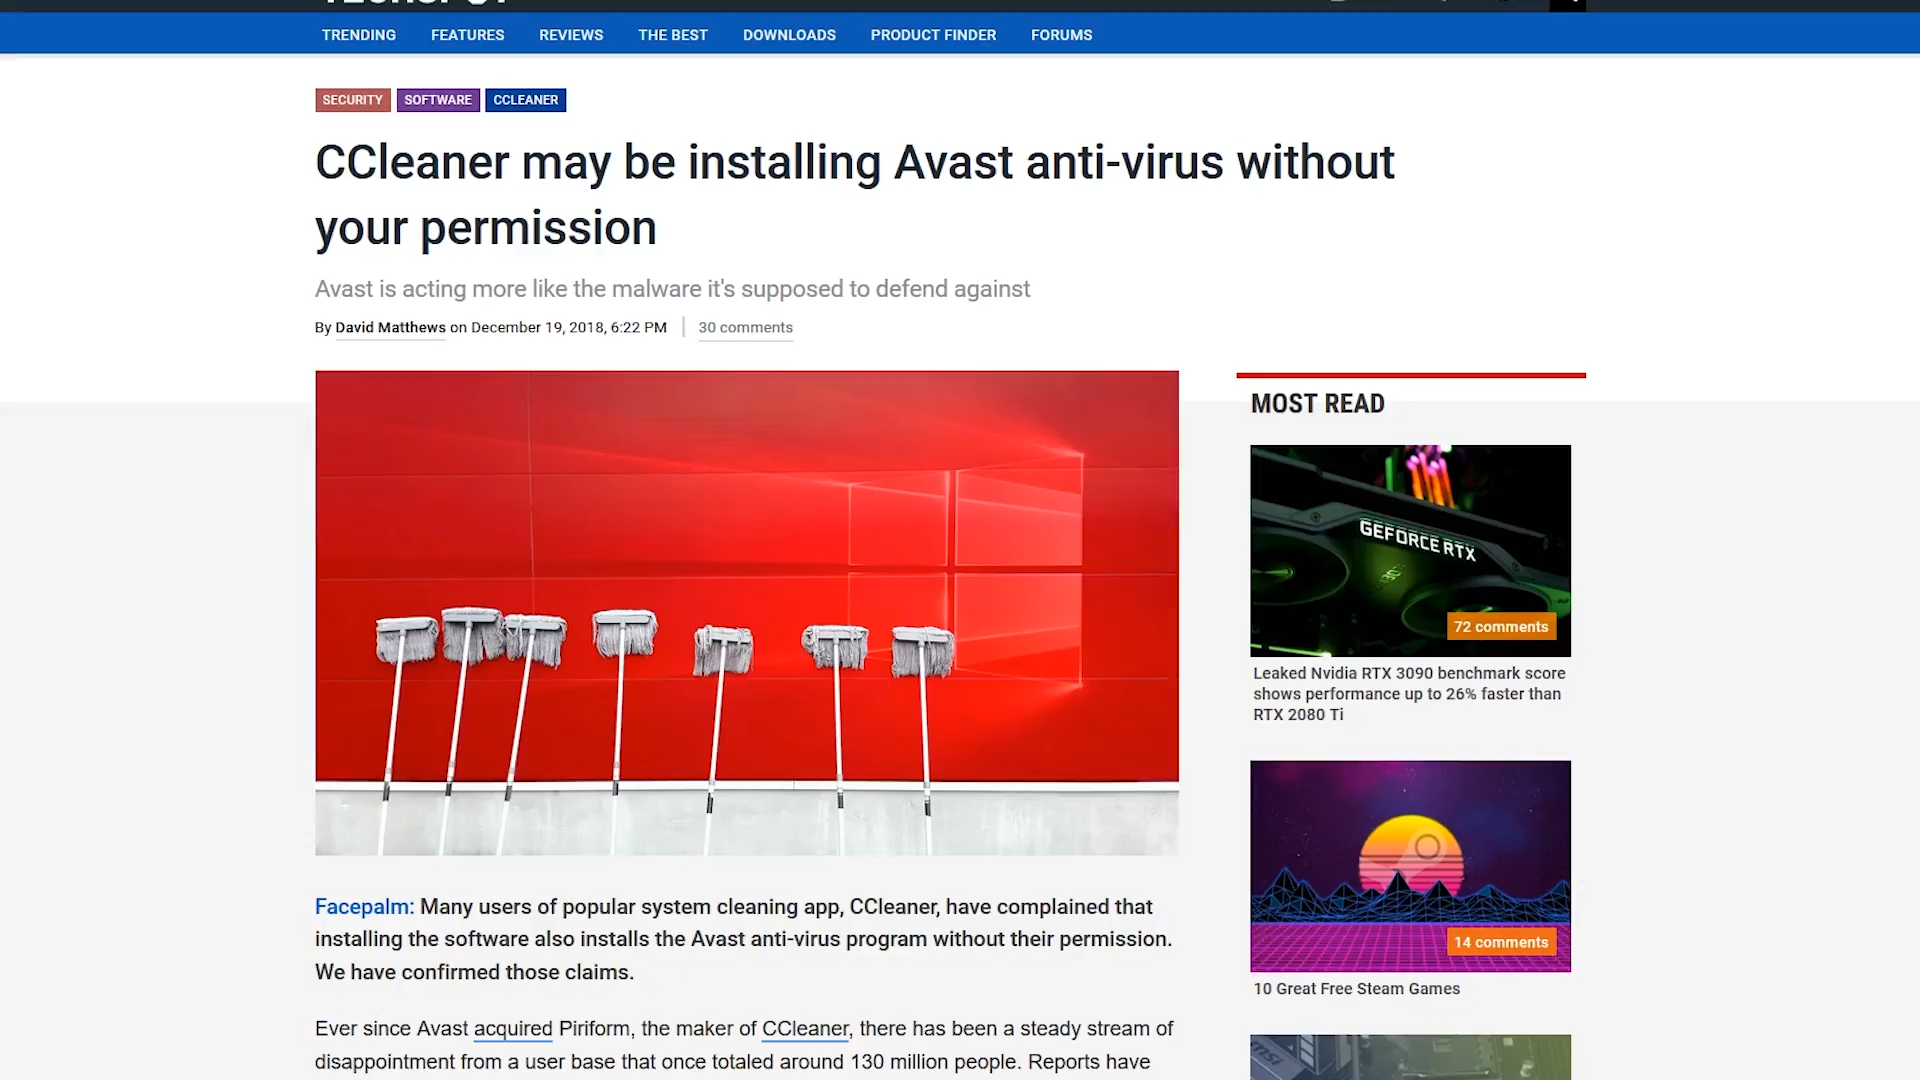 TRENDING FEATURES REVIEWS THE BEST DOWNLOADS PRODUCT FINDER FORUMS
SECURITY SOFTWARE CCLEANER
CCleaner may be installing Avast anti-virus without
your permission
Avast is acting more like the malware it's supposed to defend against
By David Matthews on December 19, 2018, 6:22 PM 30 comments
Facepalm: Many users of popular system cleaning app, CCleaner, have complained that
installing the software also installs the Avast anti-virus program without their permission.
We have confirmed those claims.
Ever since Avast acquired Piriform, the maker of CCleaner, there has been a steady stream of
disappointment from a user base that once totaled around 130 million people. Reports have
MOST READ
GEFORCE RTX
72 comments
Leaked Nvidia RTX 3090 benchmark score
shows performance up to 26% faster than
RTX 2080 Ti
14 comments
10 Great Free Steam Games
msi